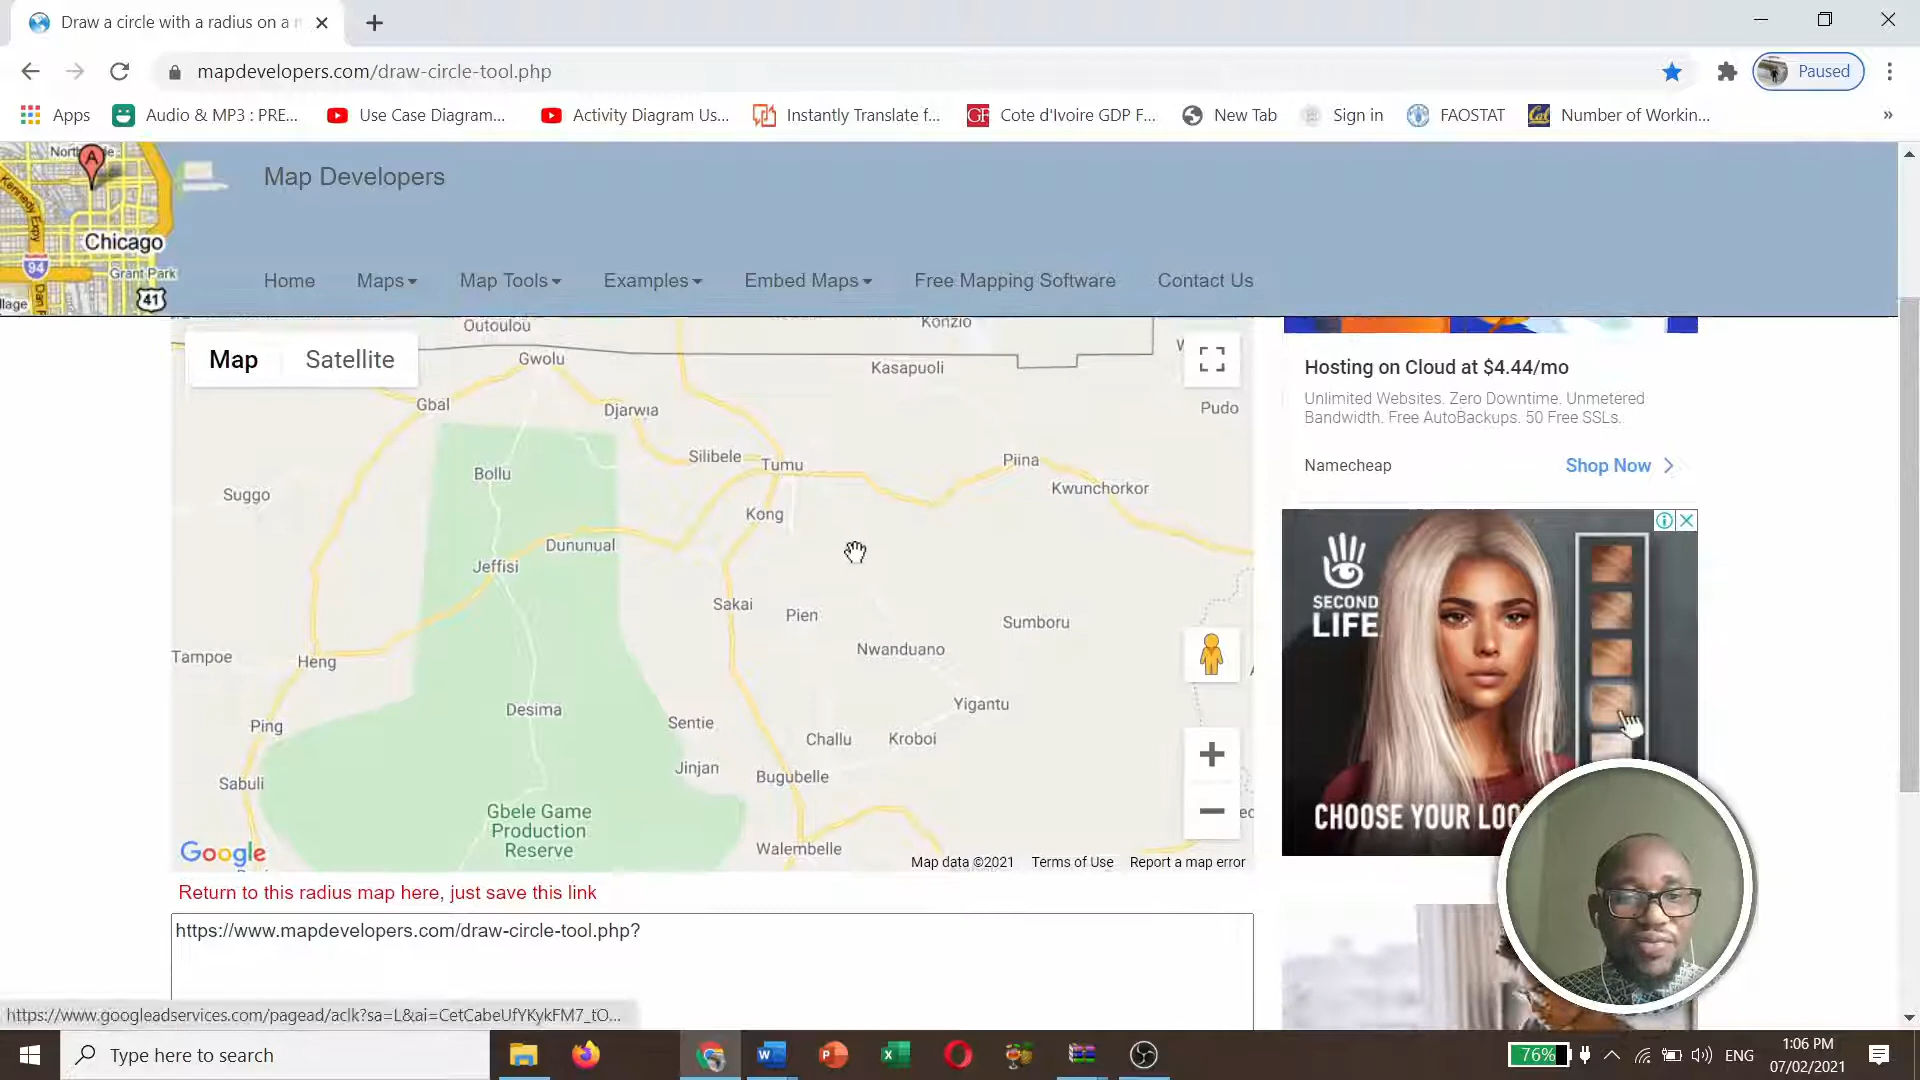 Draw a circle with a radius on a m
mapdevelopers.com/draw-circle-tool.php
Paused
Apps
Audio & MP3 : PRE...
Use Case Diagram...
Activity Diagram Us...
Instantly Translate f...
Cote d'Ivoire GDP F...
New Tab
Sign in
FAOSTAT
Cal
Number of Workin...
»
A
Kennedy Expy
Chicago
94
Grant Park
41
Map Developers
Home
Maps
Map Tools
Examples
Embed Maps
Free Mapping Software
Contact Us
Map
Satellite
Outoulou
Konzio
Gwolu
Kasapuoli
Gbal
Djarwia
Pudo
Silibele
Tumu
Piina
Bollu
Kwunchorkor
Suggo
Kong
Dununual
Jeffisi
Sakai
Pien
Sumboru
Tampoe
Heng
Nwanduano
Yigantu
Desima
Sentie
Ping
Challu
Kroboi
Jinjan
Bugubelle
Sabuli
Gbele Game
Production
Reserve
Walembelle
Google
Map data ©2021
Terms of Use
Report a map error
Return to this radius map here, just save this link
https://www.mapdevelopers.com/draw-circle-tool.php?
Hosting on Cloud at $4.44/mo
Unlimited Websites. Zero Downtime, Unmetered
Bandwidth. Free AutoBackups. 50 Free SSLs.
Namecheap
Shop Now
SECOND
LIFE
CHOOSE YOUR
https://www.googleadservices.com/pagead/aclk?sa=L&ai=CetCabeUfYKykFM7_tO...
Type here to search
76%
ENG
1:06 PM
07/02/2021